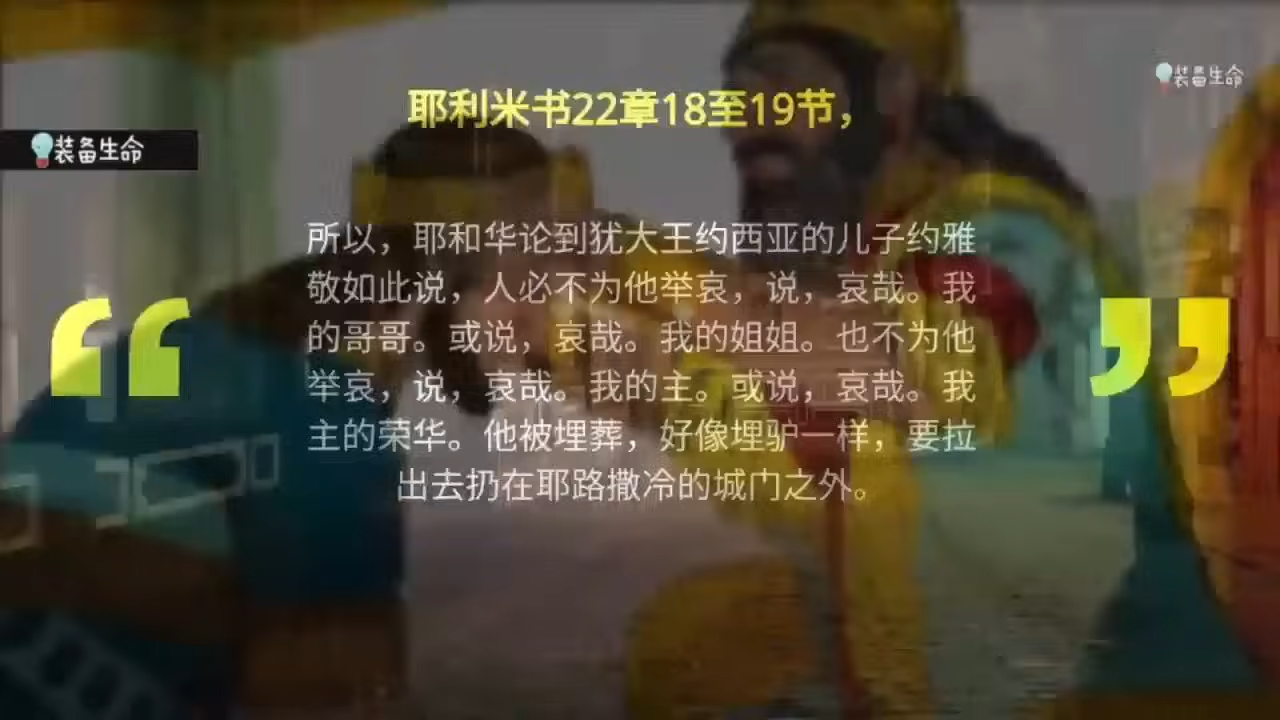 装备生命
耶利米书22章18至19节，
装备生命
所以，耶和华论到犹大王约西亚的儿子约雅
敬如此说，人必不为他举哀，说，哀哉。我
的哥哥。或说，哀哉。我的姐姐。也不为他
举哀，说，哀哉。我的主。或说，哀哉。我
主的荣华。他被埋葬，好像埋驴一样，要拉
出去扔在耶路撒冷的城门之外。